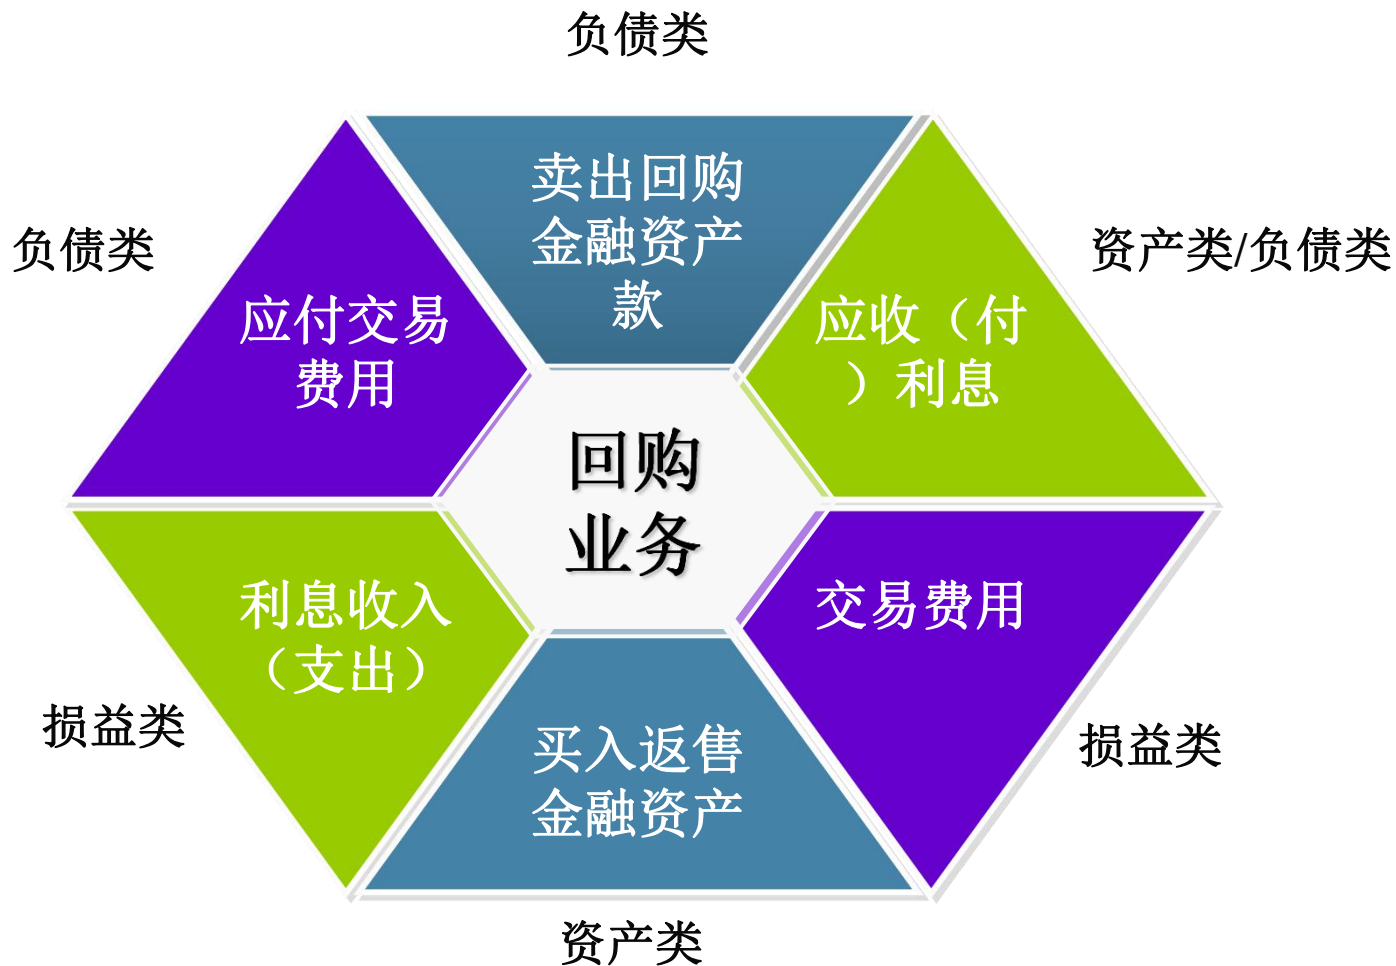 负债类
卖出回购
金融资产
款
负债类
应付交易
费用
资产类/负债类
应收（付
）利息
回购
业务
利息收入
（支出）
损益类
交易费用
损益类
买入返售
金融资产
资产类